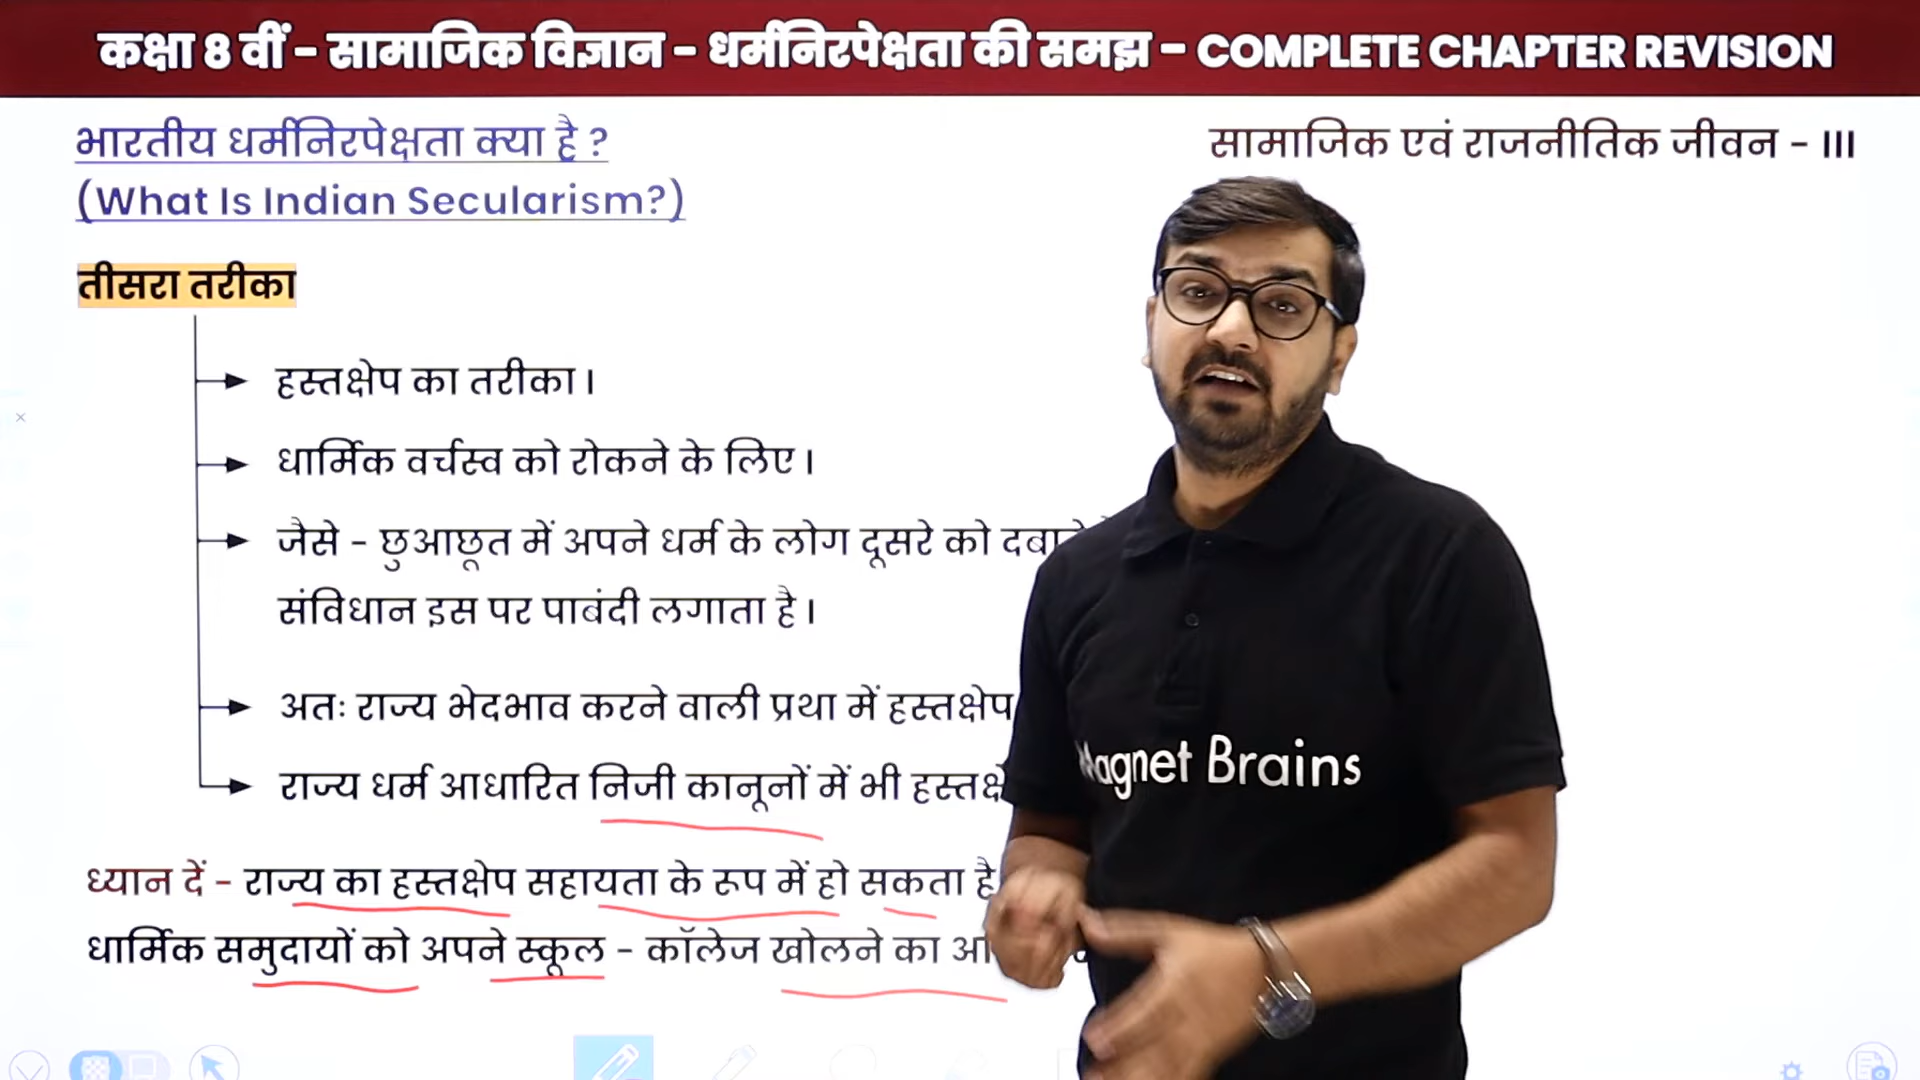 कक्षा 8 वीं - सामाजिक विज्ञान - धर्मनिरपेक्षता की समझ - COMPLETE CHAPTER REVISION
भारतीय धर्मनिरपेक्षता क्या है ?
सामाजिक एवं राजनीतिक जीवन - III
(What Is Indian Secularism?)
तीसरा तरीका
हस्तक्षेप का तरीका ।
धार्मिक वर्चस्व को रोकने के लिए ।
जैसे - छुआछूत में अपने धर्म के लोग दूसरे को
संविधान इस पर पाबंदी लगाता है ।
अतः राज्य भेदभाव करने वाली प्रथा में हस्तक्षेप
राज्य धर्म आधारित निजी कानूनों में भी
ध्यान दें - राज्य का हस्तक्षेप सहायता के रूप में हो सकता है
धार्मिक समुदायों को अपने स्कूल - कॉलेज खोलने का
Magnet Brains